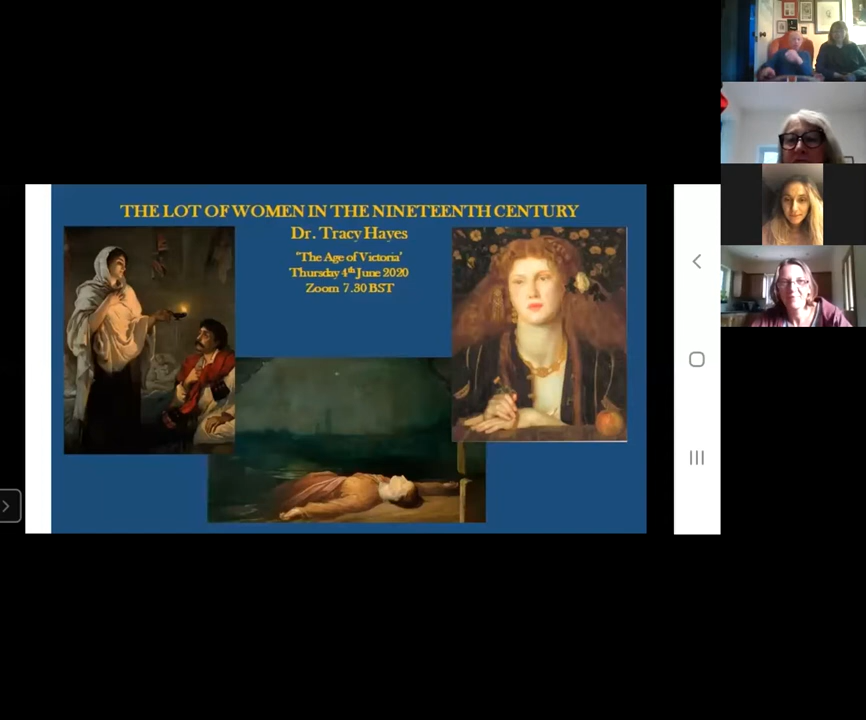 THE LOT OF WOMEN IN THE NINETEENTH CENTURY
Dr. Tracy Hayes
'The Age of Victoria'
Thursday 4th June 2020
Zoom 7.30 BST